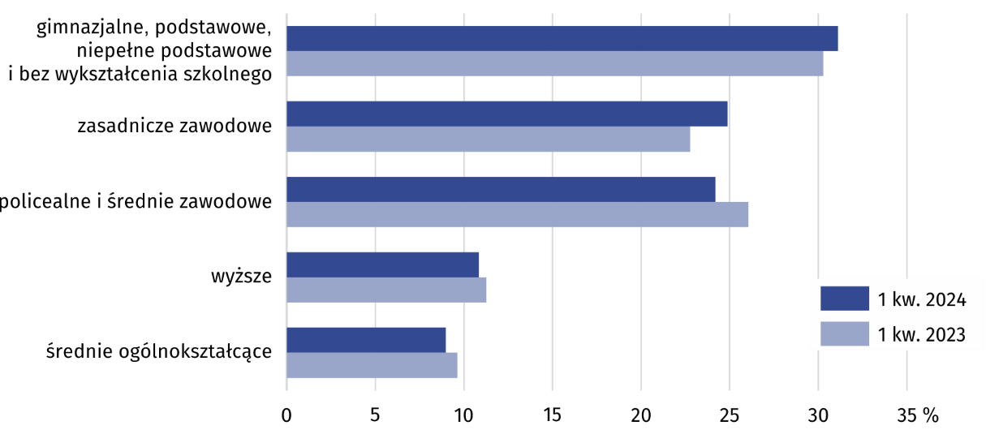 gimnazjalne, podstawowe,
niepełne podstawowe
i bez wykształcenia szkolnego
zasadnicze zawodowe
policealne i średnie zawodowe
wyższe
średnie ogólnokształcące
1 kw. 2024
1 kw. 2023
0 5 10 15 20 25 30 35 %